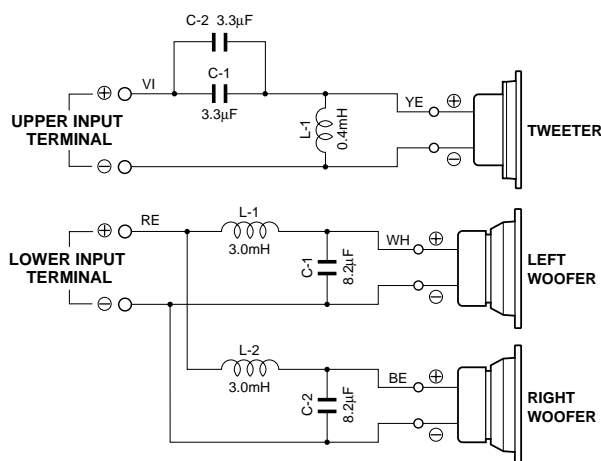 C-2 3.3µF
C-1
3.3µF
VI
⊕
UPPER INPUT
TERMINAL
⊖
L-1
0.4mH
YE
⊕
⊖
TWEETER
RE
⊕
LOWER INPUT
TERMINAL
⊖
L-1
3.0mH
C-1
8.2µF
WH
⊕
⊖
LEFT
WOOFER
L-2
3.0mH
C-2
8.2µF
BE
⊕
⊖
RIGHT
WOOFER